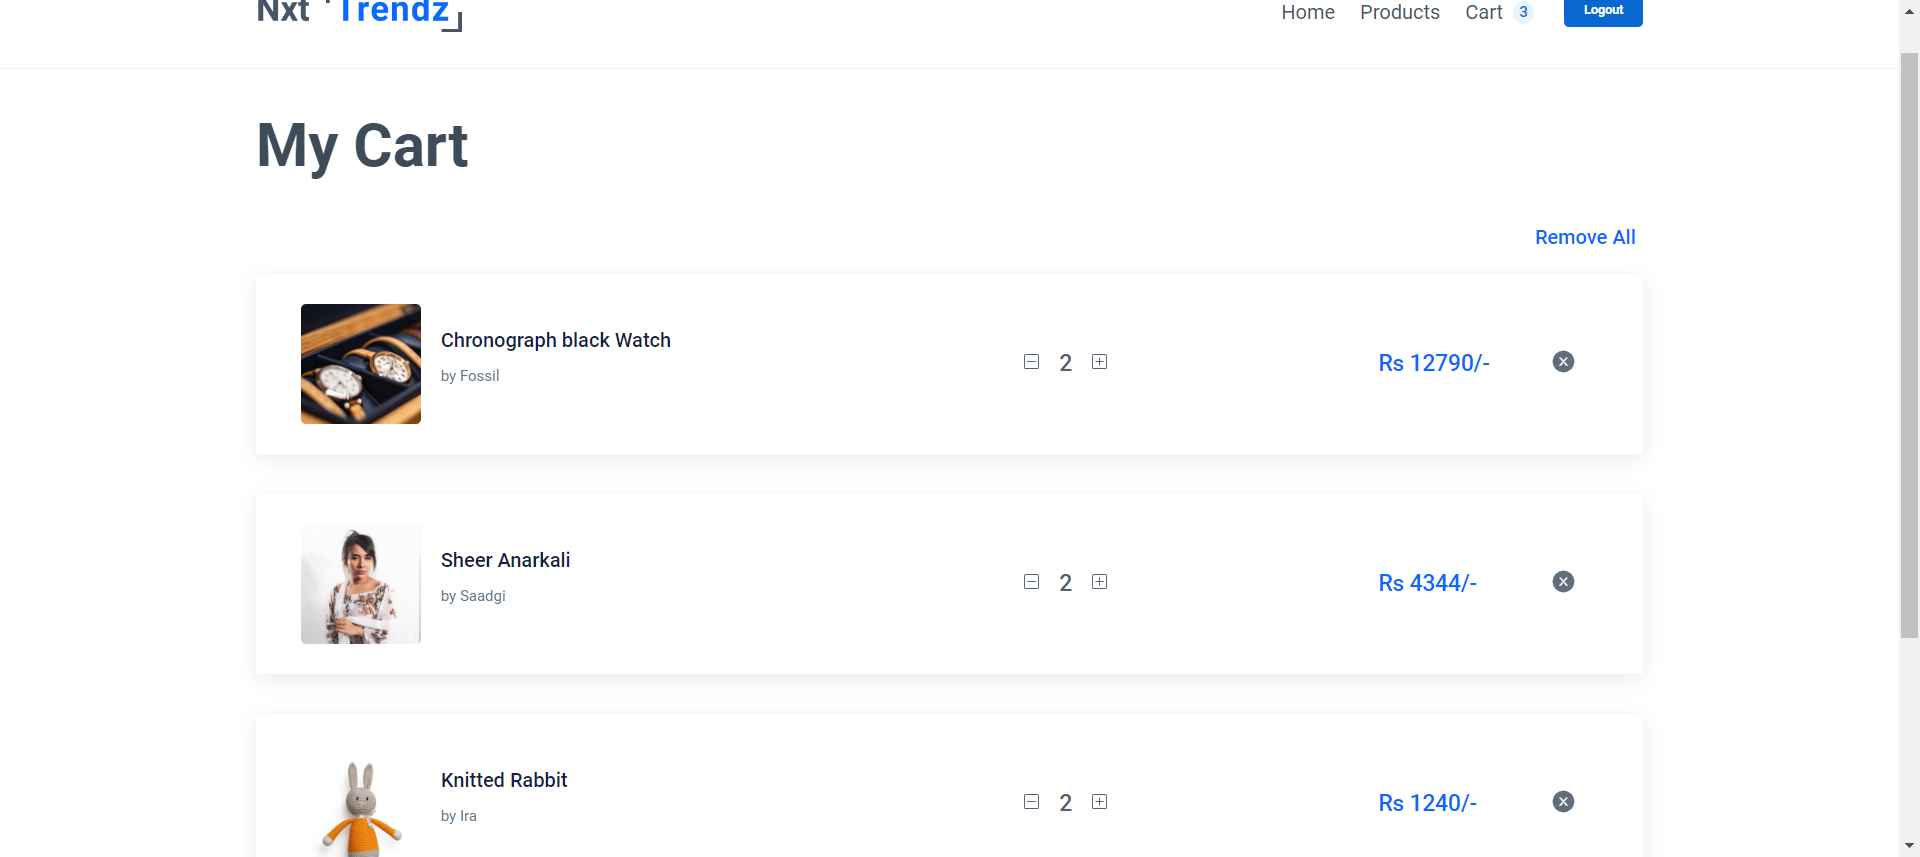 Nxt Trendz
Home Products Cart 3 Logout
My Cart
Remove All
Chronograph black Watch
by Fossil
2
Rs 12790/-
Sheer Anarkali
by Saadgi
2
Rs 4344/-
Knitted Rabbit
by Ira
2
Rs 1240/-